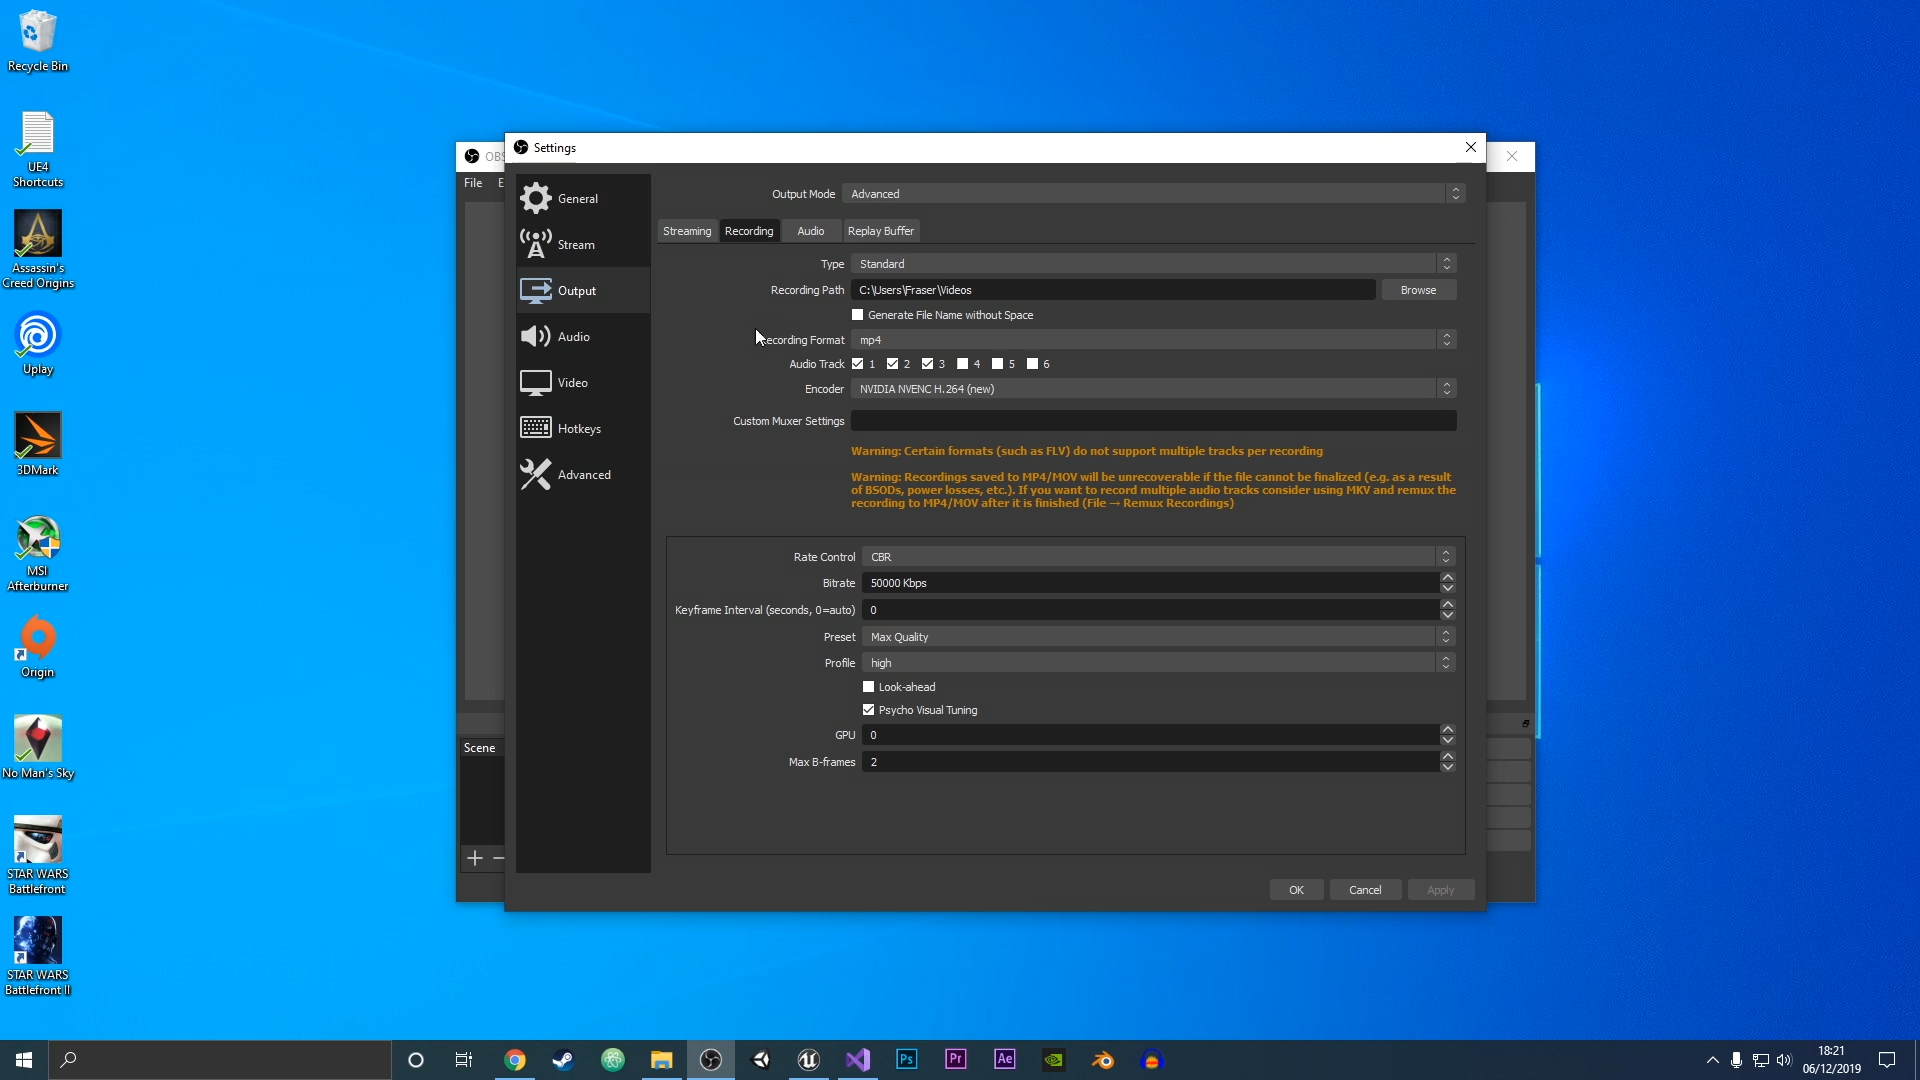 Recycle Bin
UE4
Shortcuts
Assassin's
Creed Origins
Uplay
3DMark
MSI
Afterburner
Origin
No Man's Sky
STAR WARS
Battlefront
STAR WARS
Battlefront II
OBS
File
E
Scene
Settings
General
Stream
Output
Audio
Video
Hotkeys
Advanced
Output Mode Advanced
Streaming Recording Audio Replay Buffer
Type Standard
Recording Path C:\Users\Fraser\Videos Browse
Generate File Name without Space
Recording Format mp4
Audio Track 1 2 3 4 5 6
Encoder NVIDIA NVENC H.264 (new)
Custom Muxer Settings
Warning: Certain formats (such as FLV) do not support multiple tracks per recording
Warning: Recordings saved to MP4/MOV will be unrecoverable if the file cannot be finalized (e.g. as a result
of BSODs, power losses, etc.). If you want to record multiple audio tracks consider using MKV and remux the
recording to MP4/MOV after it is finished (File → Remux Recordings)
Rate Control CBR
Bitrate 50000 Kbps
Keyframe Interval (seconds, 0=auto) 0
Preset Max Quality
Profile high
Look-ahead
Psycho Visual Tuning
GPU 0
Max B-frames 2
OK Cancel Apply
Ps Pr Ae
18:21
06/12/2019